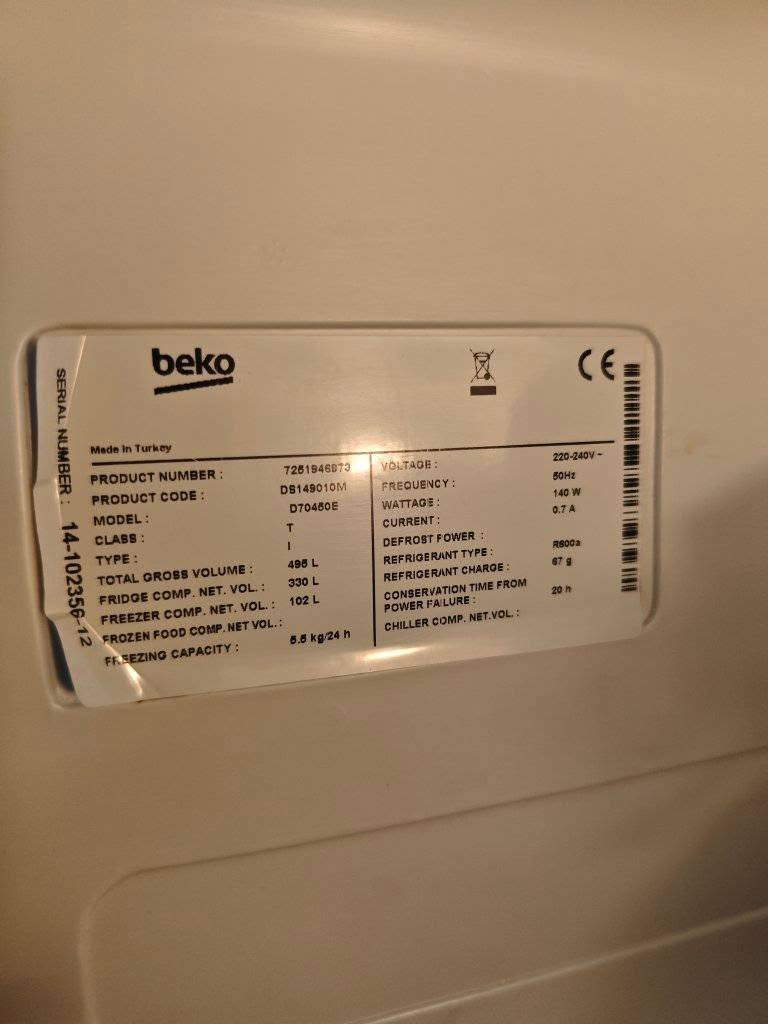 beko
CE
SERIAL NUMBER : 14-102356-12
Made in Turkey
PRODUCT NUMBER :
PRODUCT CODE : DS149010M
MODEL : D70450E
CLASS : T
TYPE : I
TOTAL GROSS VOLUME : 495 L
FRIDGE COMP. NET. VOL. : 330 L
FREEZER COMP. NET. VOL. : 102 L
FROZEN FOOD COMP. NET VOL. :
FREEZING CAPACITY : 5.5 kg/24 h
VOLTAGE : 220-240V ~
FREQUENCY : 50Hz
WATTAGE : 140 W
CURRENT : 0.7 A
DEFROST POWER :
REFRIGERANT TYPE : R600a
REFRIGERANT CHARGE : 67 g
CONSERVATION TIME FROM
POWER FAILURE : 20 h
CHILLER COMP. NET.VOL. :